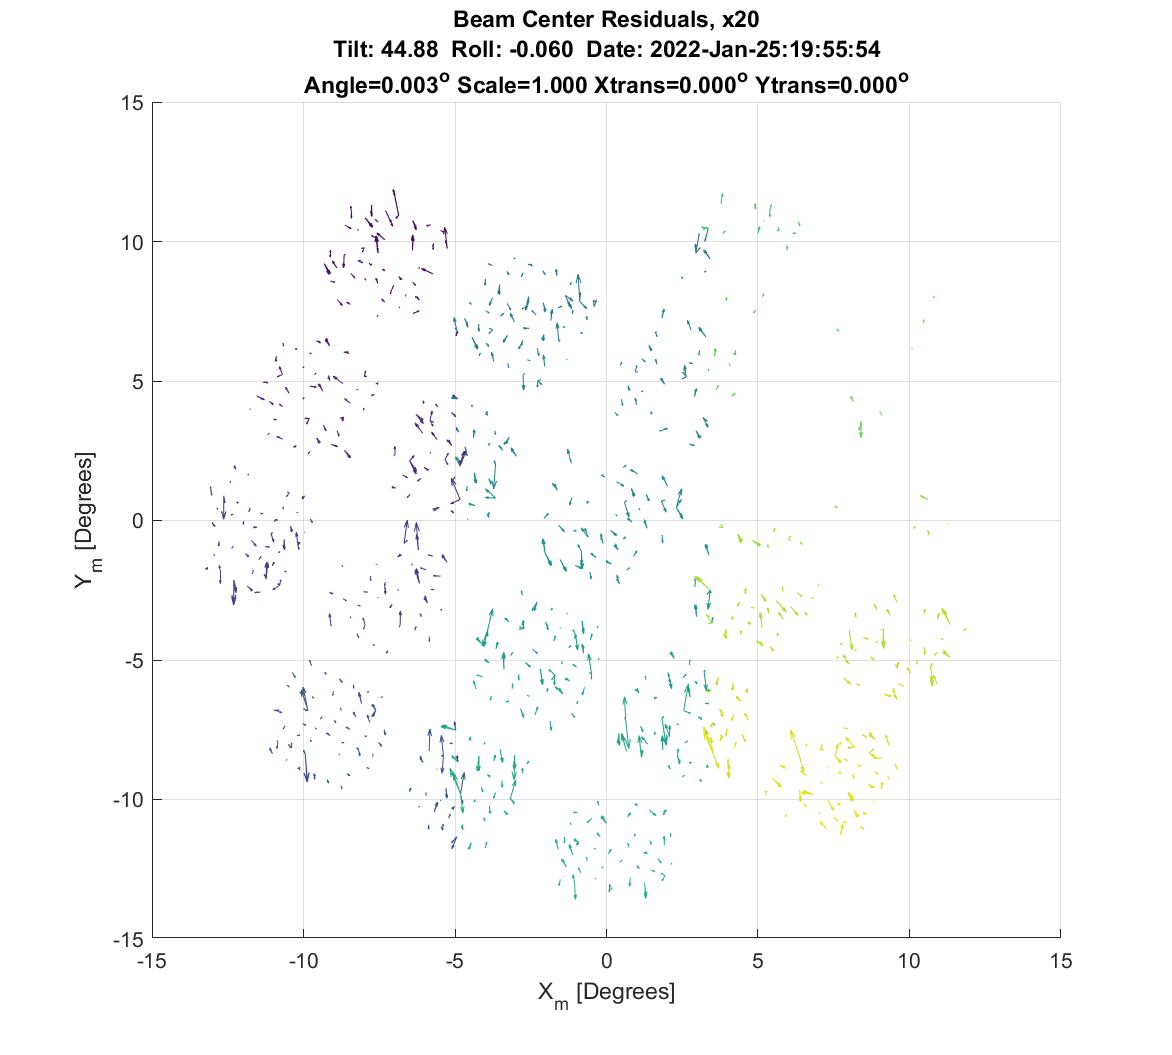 Beam Center Residuals, x20
Tilt: 44.88 Roll: -0.060 Date: 2022-Jan-25:19:55:54
Angle=0.003° Scale=1.000 Xtrans=0.000° Ytrans=0.000°
15
10
5
0
-5
-10
-15
Y_m [Degrees]
-15
-10
-5
0
5
10
15
X_m [Degrees]